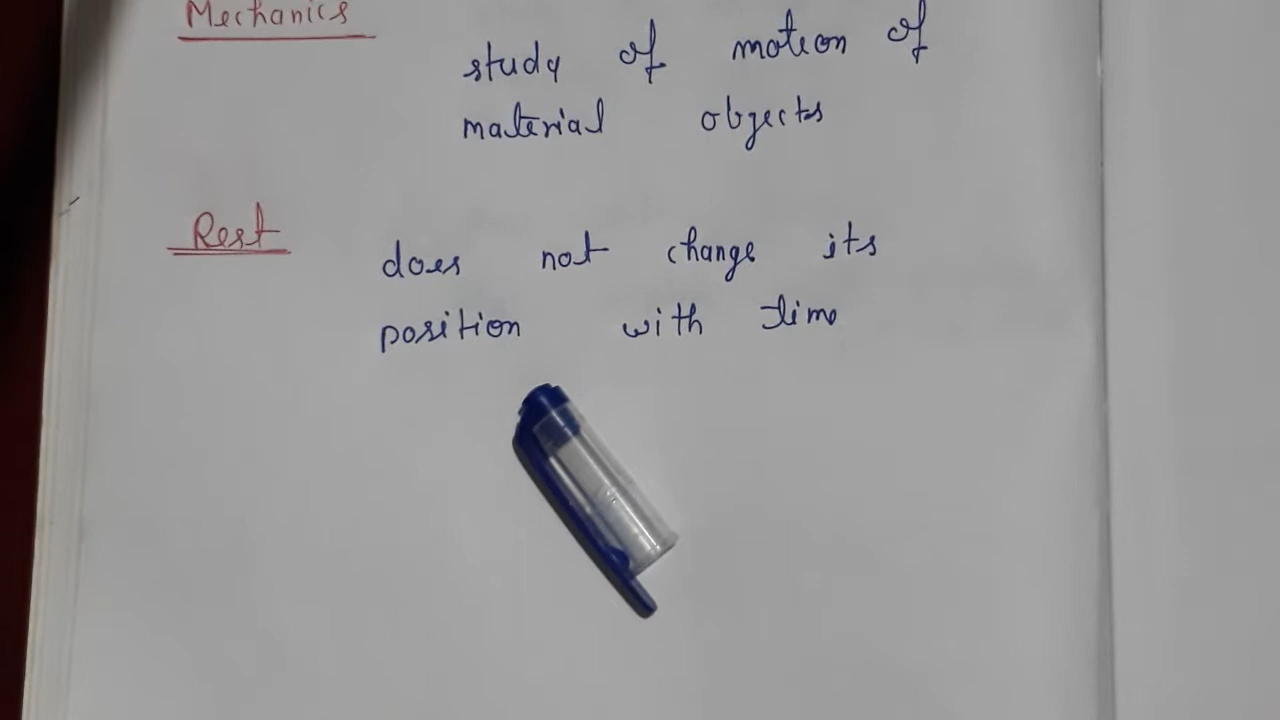 Mechanics
study of motion of
material objects
Rest
does not change its
position with time